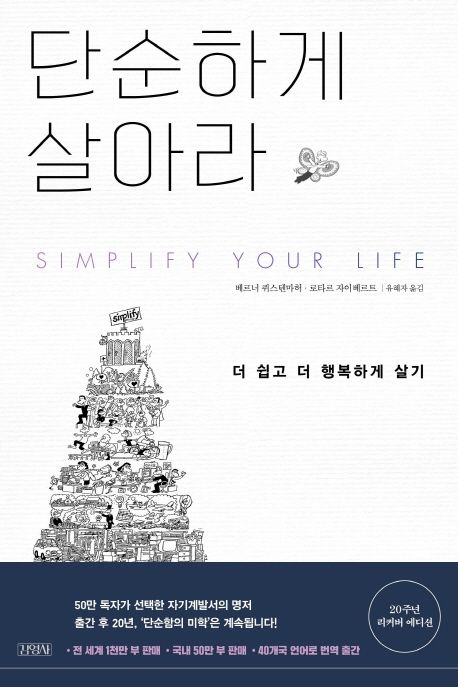 단순하게
살아라
SIMPLIFY YOUR LIFE
베르너 퀴스텐마허 · 로타르 자이베르트 | 유혜자 옮김
simplify
더 쉽고 더 행복하게 살기
50만 독자가 선택한 자기계발서의 명저
출간 후 20년, ‘단순함의 미학’은 계속됩니다!
20주년
리커버 에디션
김영사
• 전 세계 1천만 부 판매 • 국내 50만 부 판매 • 40개국 언어로 번역 출간